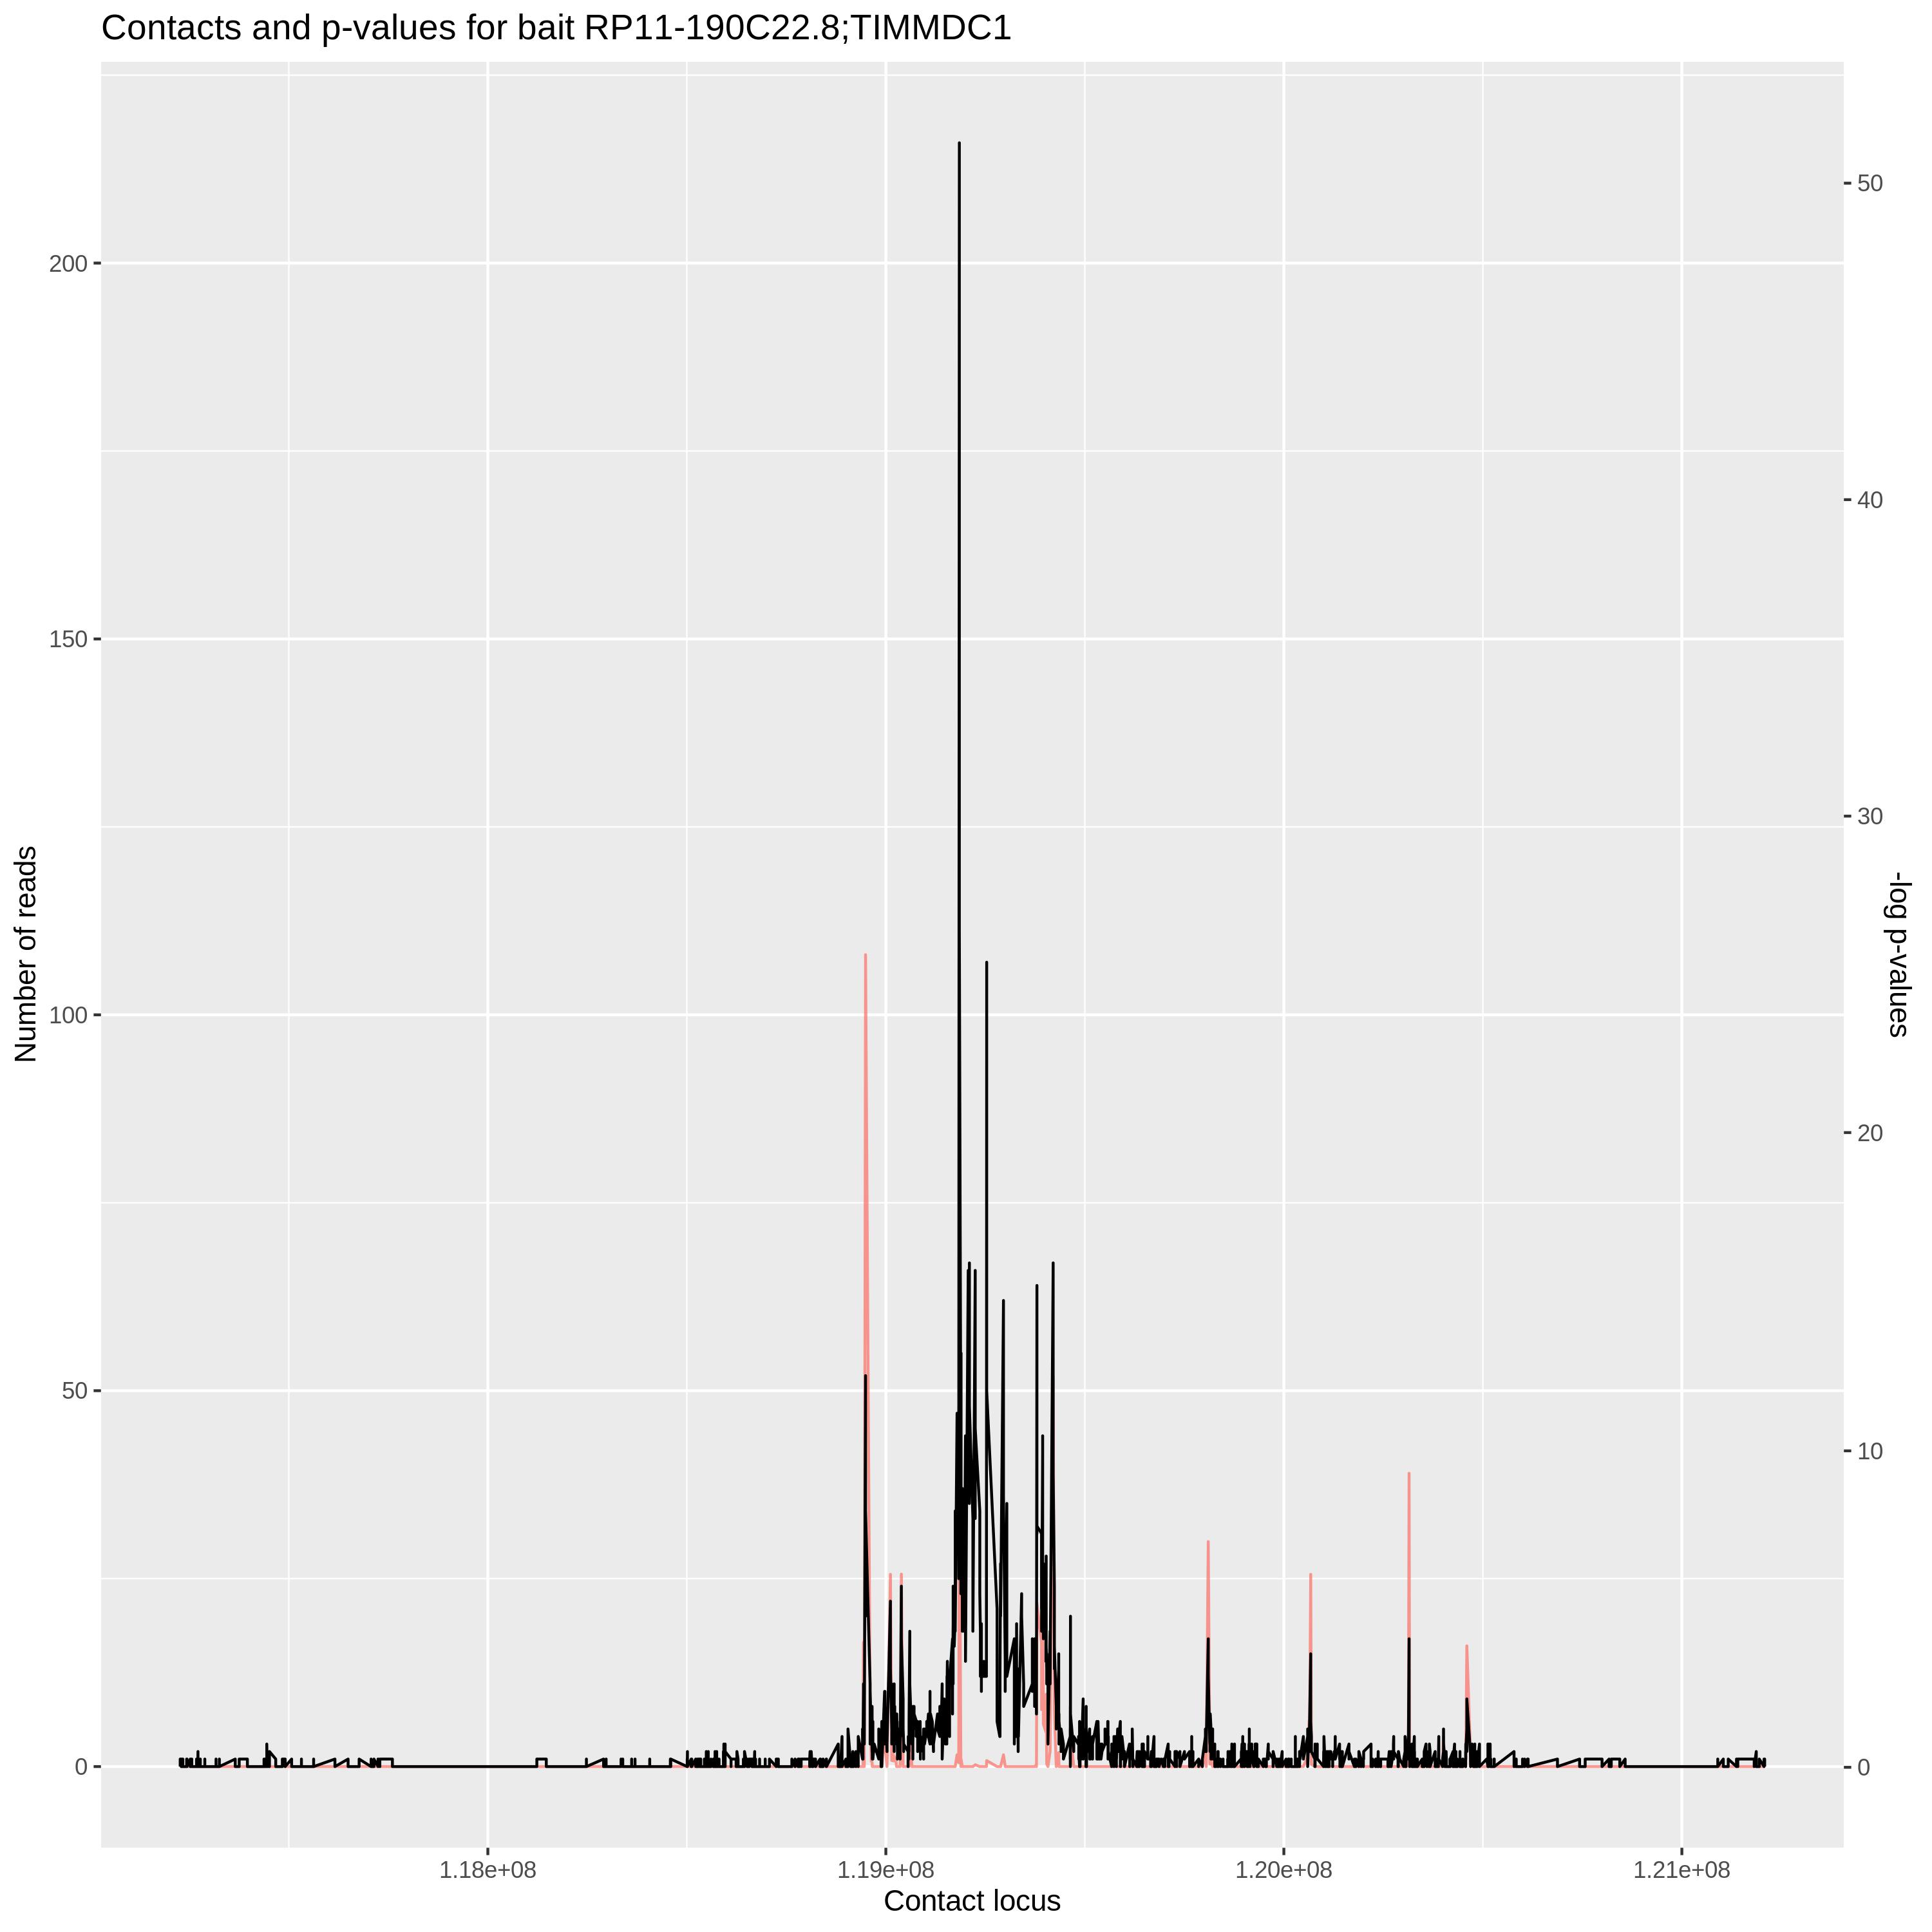 Contacts and p-values for bait RP11-190C22.8;TIMMDC1
Number of reads
200
150
100
50
0
50
40
30
20
10
0
-log p-values
1.18e+08
1.19e+08
1.20e+08
1.21e+08
Contact locus